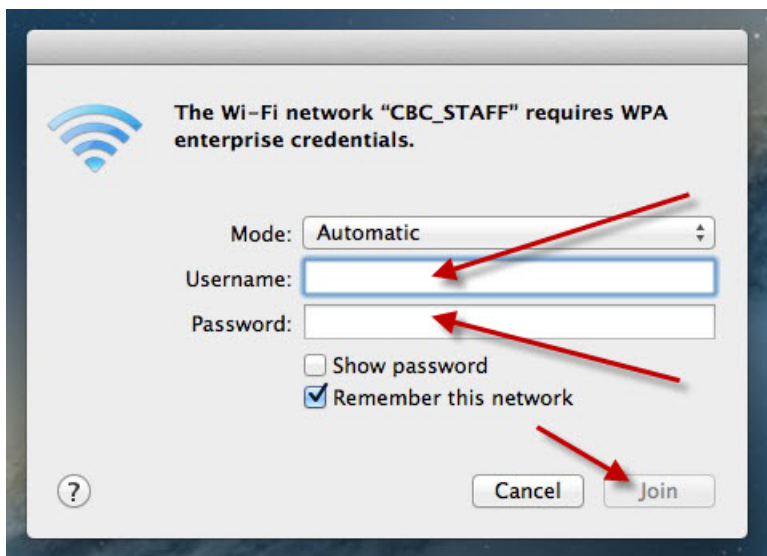 The Wi-Fi network “CBC_STAFF” requires WPA
enterprise credentials.
Mode: Automatic
Username:
Password:
Show password
Remember this network
? Cancel Join